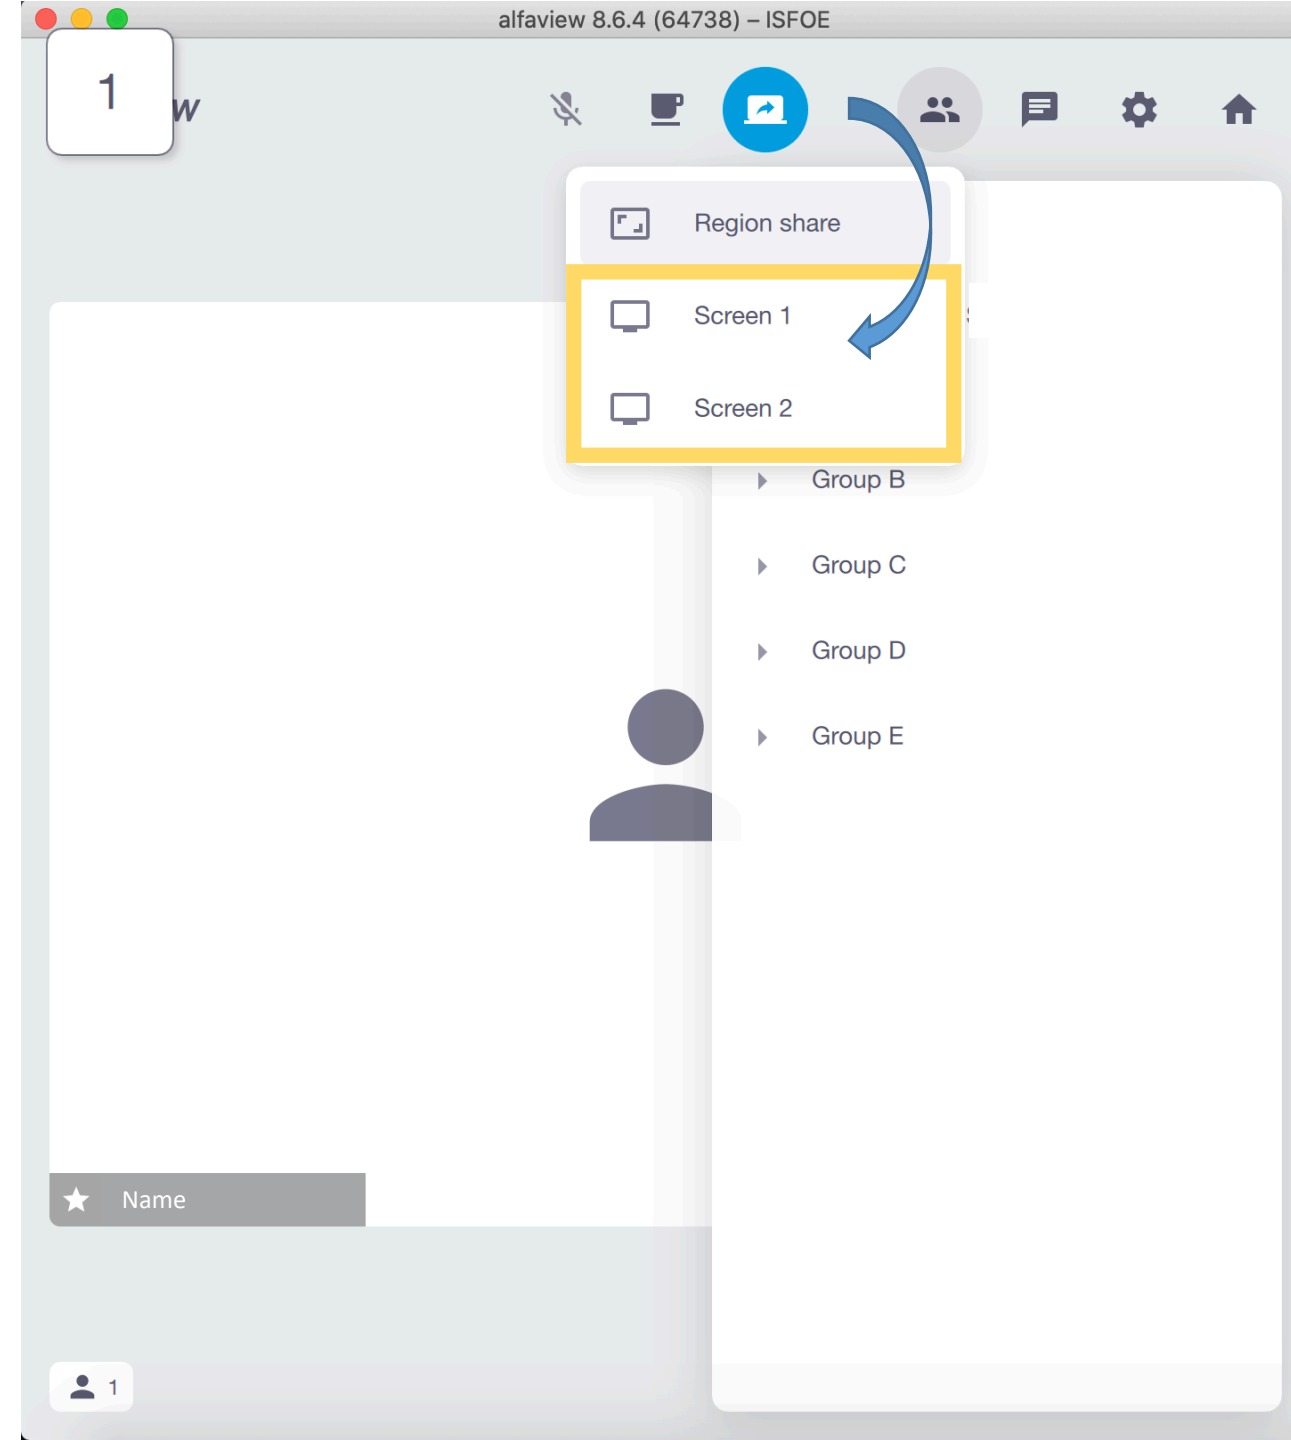 alfaview 8.6.4 (64738) – ISFOE
1
w
Region share
Screen 1
Screen 2
Group B
Group C
Group D
Group E
Name
1